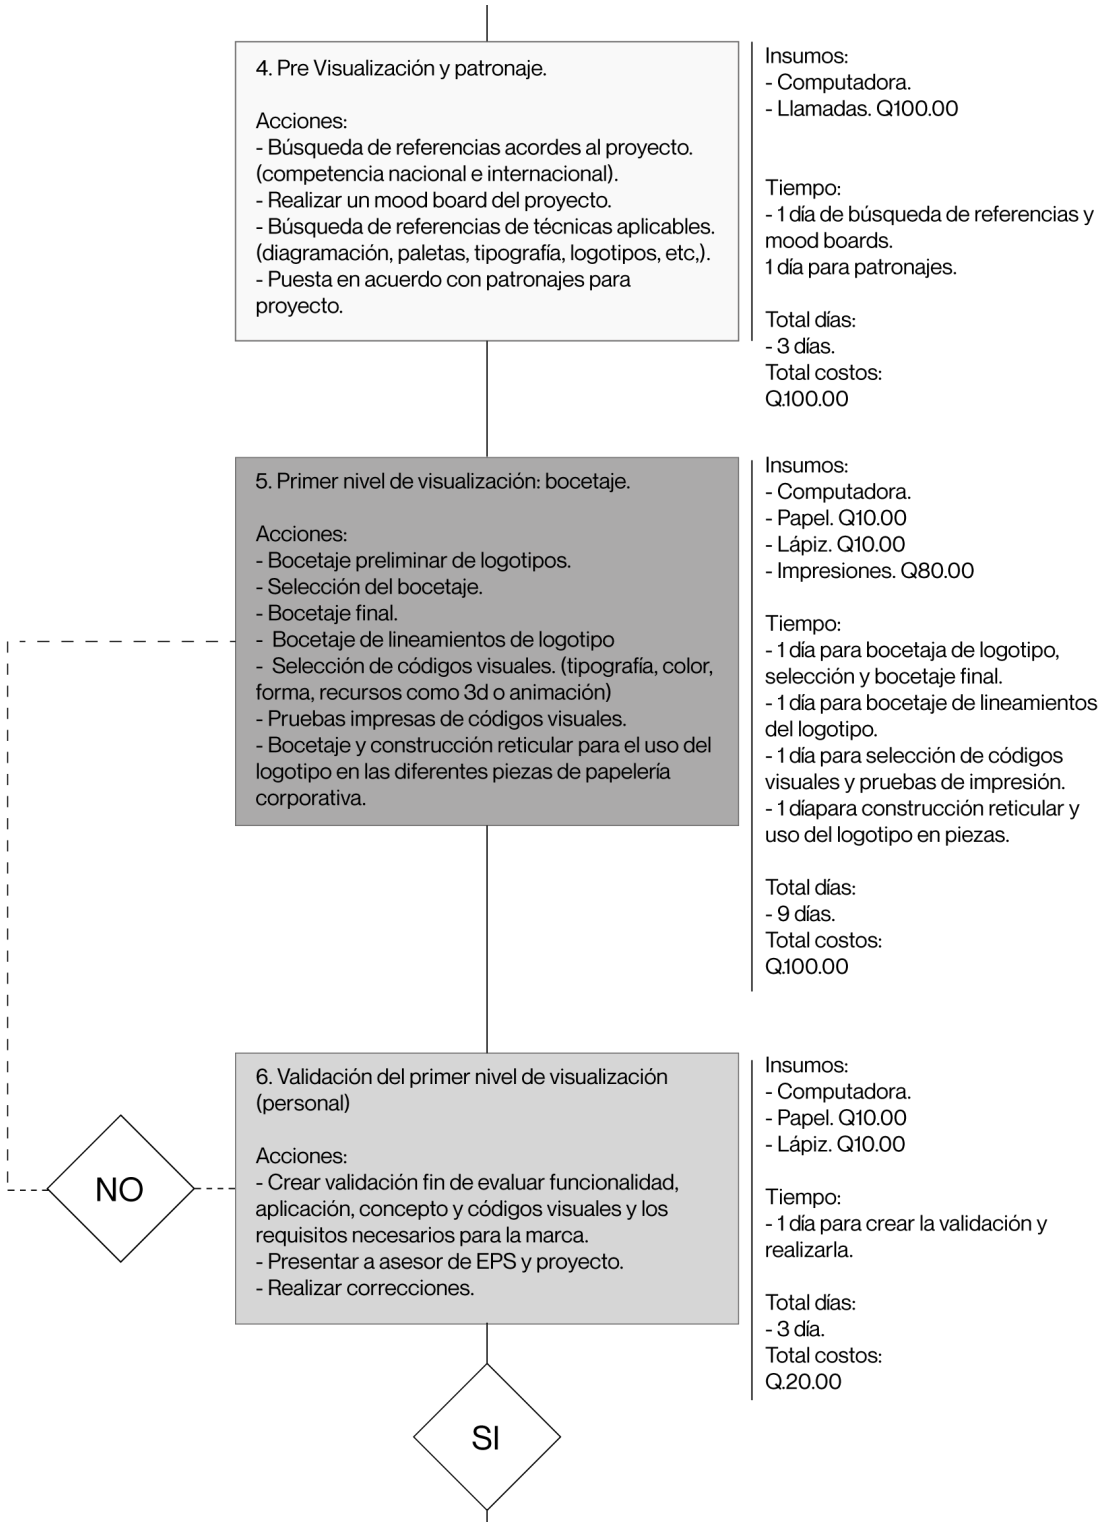 4. Pre Visualización y patronaje.
Acciones:
- Búsqueda de referencias acordes al proyecto.
(competencia nacional e internacional).
- Realizar un mood board del proyecto.
- Búsqueda de referencias de técnicas aplicables.
(diagramación, paletas, tipografía, logotipos, etc,).
- Puesta en acuerdo con patronajes para
proyecto.
Insumos:
- Computadora.
- Llamadas. Q100.00
Tiempo:
- 1 día de búsqueda de referencias y
mood boards.
1 día para patronajes.
Total días:
- 3 días.
Total costos:
Q.100.00
5. Primer nivel de visualización: bocetaje.
Acciones:
- Bocetaje preliminar de logotipos.
- Selección del bocetaje.
- Bocetaje final.
- Bocetaje de lineamientos de logotipo
- Selección de códigos visuales. (tipografía, color,
forma, recursos como 3d o animación)
- Pruebas impresas de códigos visuales.
- Bocetaje y construcción reticular para el uso del
logotipo en las diferentes piezas de papelería
corporativa.
Insumos:
- Computadora.
- Papel. Q10.00
- Lápiz. Q10.00
- Impresiones. Q80.00
Tiempo:
- 1 día para bocetaja de logotipo,
selección y bocetaje final.
- 1 día para bocetaje de lineamientos
del logotipo.
- 1 día para selección de códigos
visuales y pruebas de impresión.
- 1 díapara construcción reticular y
uso del logotipo en piezas.
Total días:
- 9 días.
Total costos:
Q.100.00
6. Validación del primer nivel de visualización
(personal)
Acciones:
- Crear validación fin de evaluar funcionalidad,
aplicación, concepto y códigos visuales y los
requisitos necesarios para la marca.
- Presentar a asesor de EPS y proyecto.
- Realizar correcciones.
Insumos:
- Computadora.
- Papel. Q10.00
- Lápiz. Q10.00
Tiempo:
- 1 día para crear la validación y
realizarla.
Total días:
- 3 día.
Total costos:
Q.20.00
NO
SI